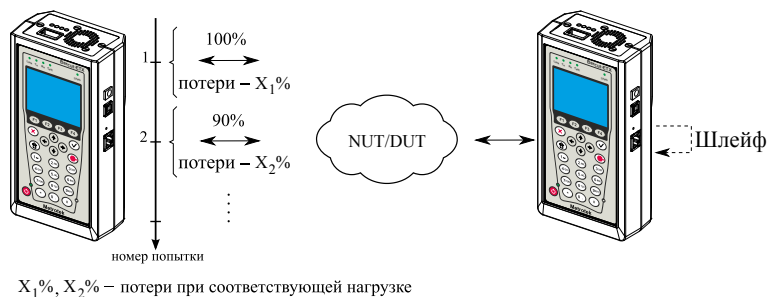 1
100%
потери – X₁%
2
90%
потери – X₂%
NUT/DUT
Шлейф
номер попытки
X₁%, X₂% – потери при соответствующей нагрузке